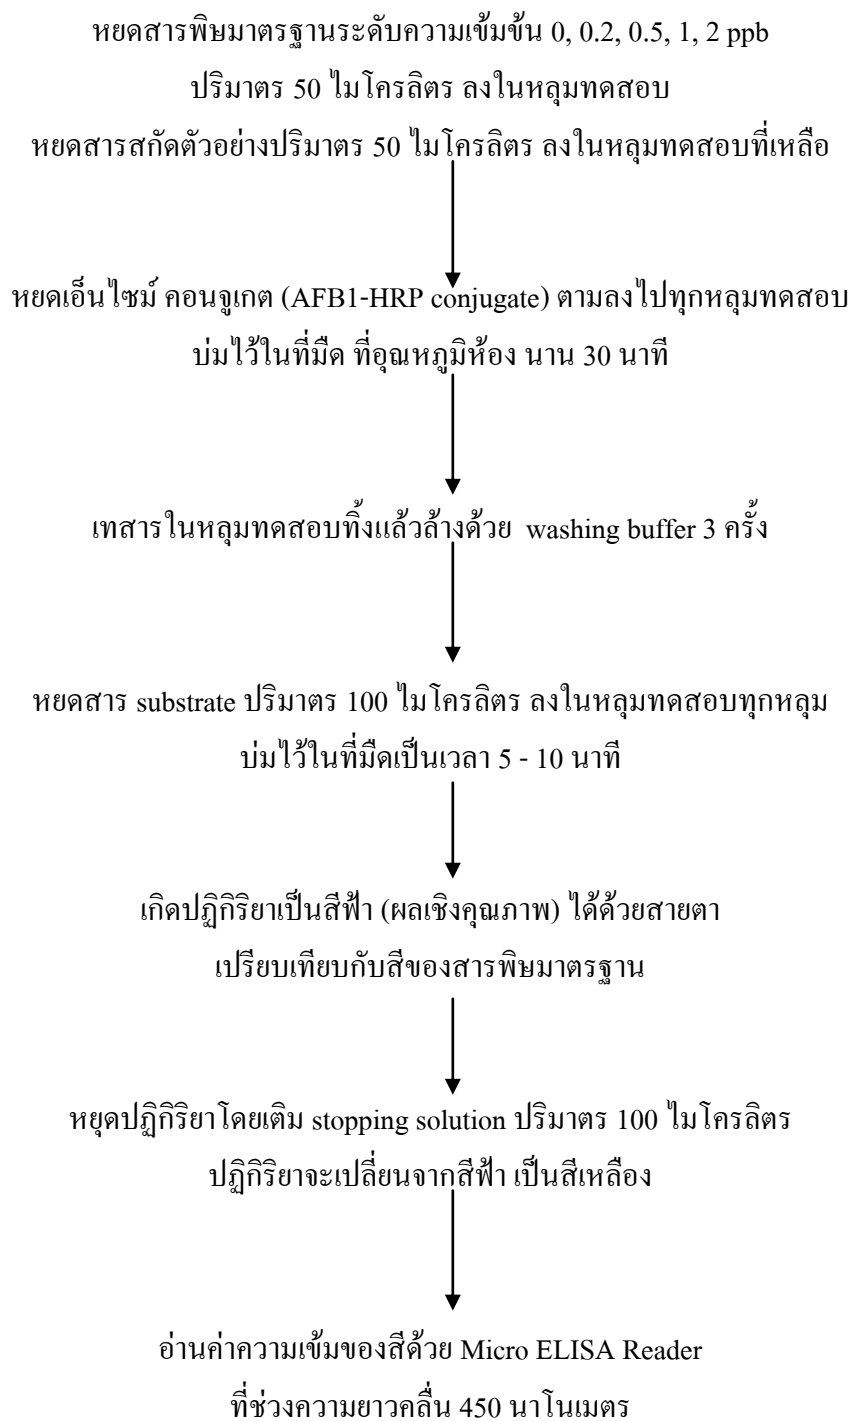 หยดสารพิษมาตรฐานระดับความเข้มข้น 0, 0.2, 0.5, 1, 2 ppb
ปริมาตร 50 ไมโครลิตร ลงในหลุมทดสอบ
หยดสารสกัดตัวอย่างปริมาตร 50 ไมโครลิตร ลงในหลุมทดสอบที่เหลือ
หยดเอ็นไซม์ คอนจูเกต (AFB1-HRP conjugate) ตามลงไปทุกหลุมทดสอบ
บ่มไว้ในที่มืด ที่อุณหภูมิห้อง นาน 30 นาที
เทสารในหลุมทดสอบทิ้งแล้วล้างด้วย washing buffer 3 ครั้ง
หยดสาร substrate ปริมาตร 100 ไมโครลิตร ลงในหลุมทดสอบทุกหลุม
บ่มไว้ในที่มืดเป็นเวลา 5 - 10 นาที
เกิดปฏิกิริยาเป็นสีฟ้า (ผลเชิงคุณภาพ) ได้ด้วยสายตา
เปรียบเทียบกับสีของสารพิษมาตรฐาน
หยุดปฏิกิริยาโดยเติม stopping solution ปริมาตร 100 ไมโครลิตร
ปฏิกิริยาจะเปลี่ยนจากสีฟ้า เป็นสีเหลือง
อ่านค่าความเข้มของสีด้วย Micro ELISA Reader
ที่ช่วงความยาวคลื่น 450 นาโนเมตร